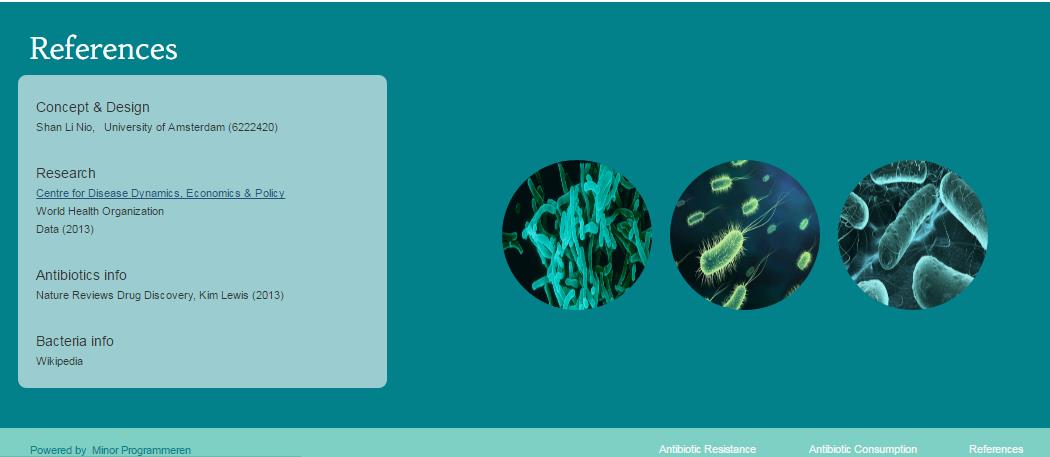 References
Concept & Design
Shan Li Nio, University of Amsterdam (6222420)
Research
Centre for Disease Dynamics, Economics & Policy
World Health Organization
Data (2013)
Antibiotics info
Nature Reviews Drug Discovery, Kim Lewis (2013)
Bacteria info
Wikipedia
Powered by Minor Programmeren
Antibiotic Resistance Antibiotic Consumption References